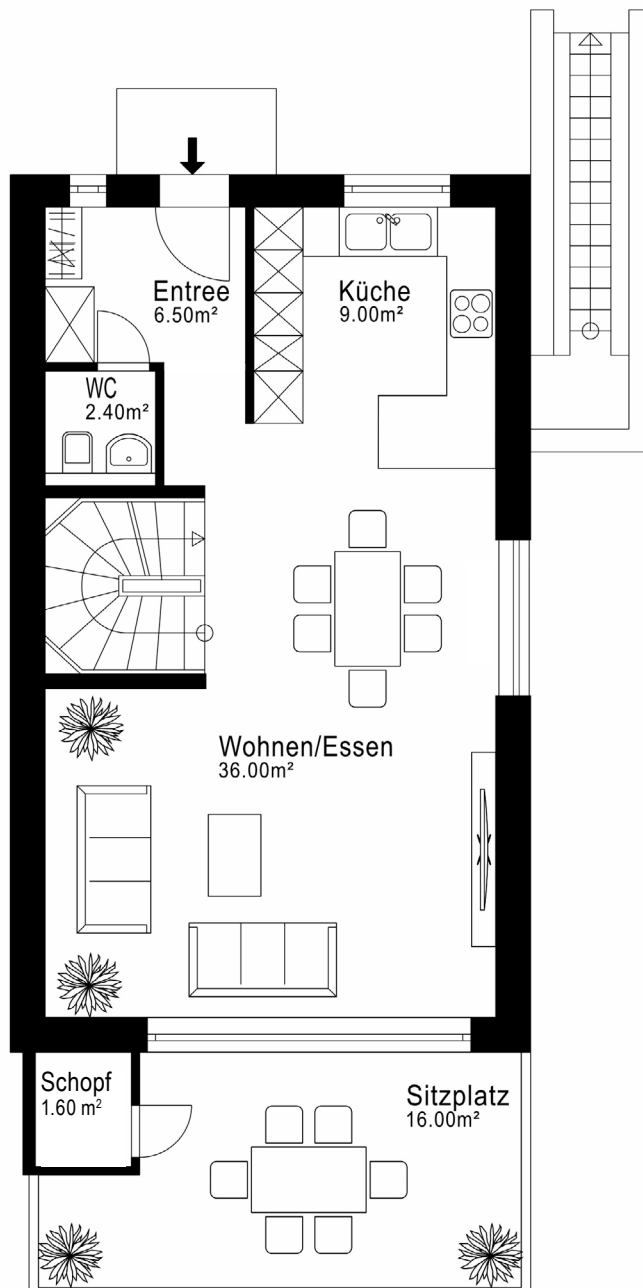 Entree
6.50m²
Küche
9.00m²
WC
2.40m²
Wohnen/Essen
36.00m²
Schopf
1.60 m²
Sitzplatz
16.00m²